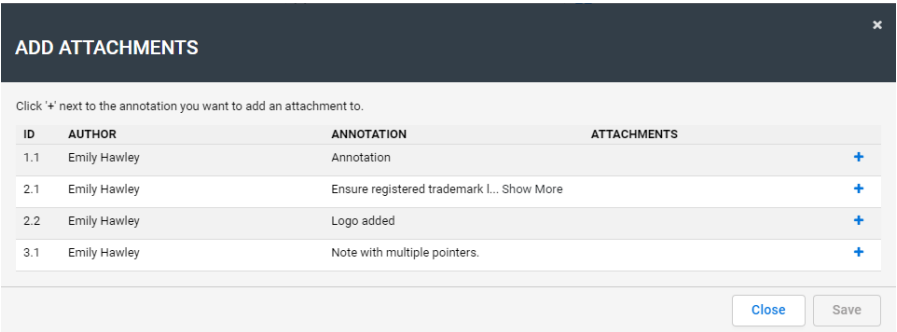 ×
ADD ATTACHMENTS
Click '+' next to the annotation you want to add an attachment to.
ID AUTHOR ANNOTATION ATTACHMENTS
1.1 Emily Hawley Annotation +
2.1 Emily Hawley Ensure registered trademark l... Show More +
2.2 Emily Hawley Logo added +
3.1 Emily Hawley Note with multiple pointers. +
Close Save